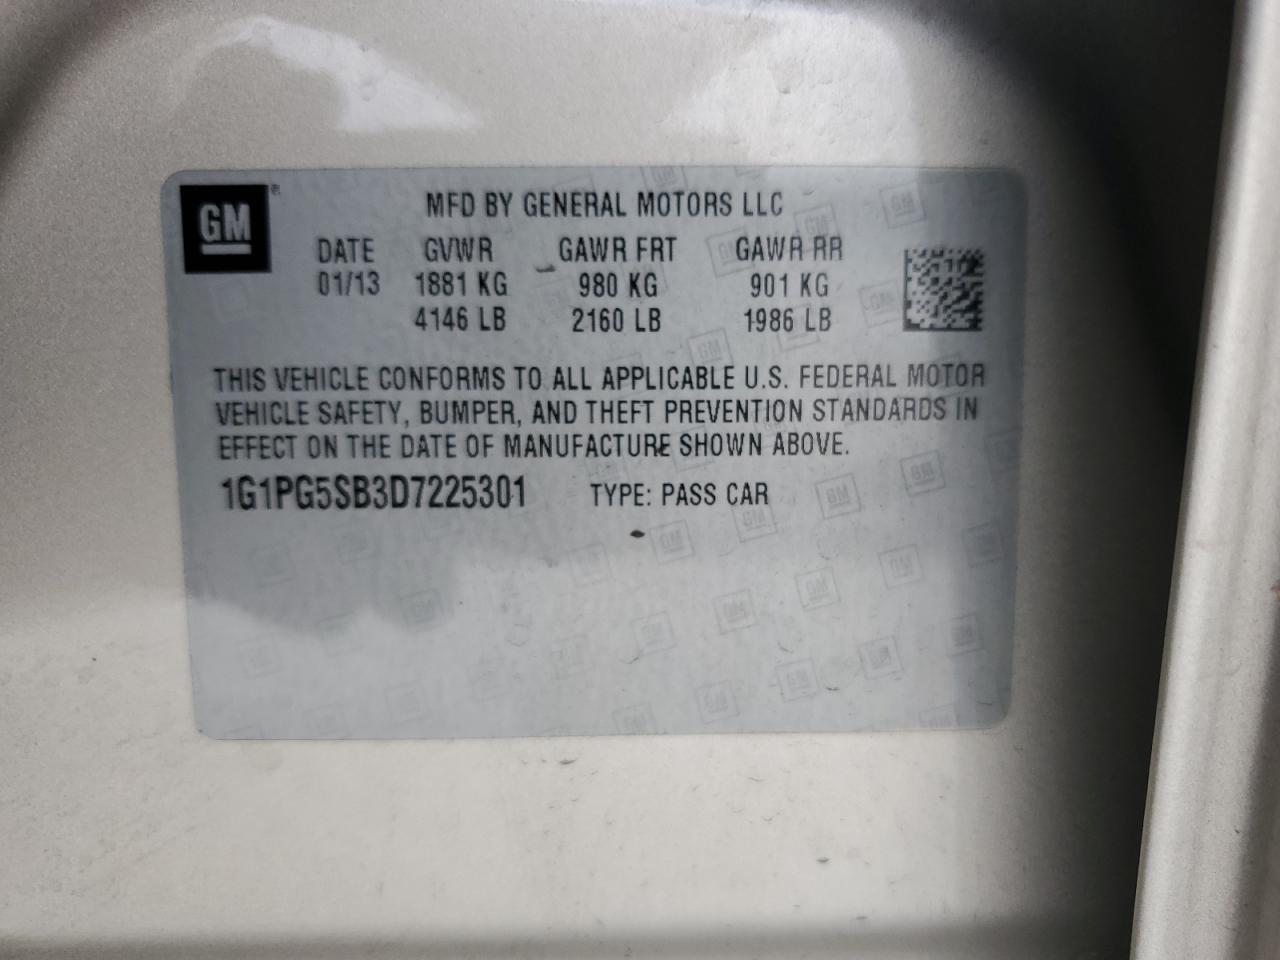 GM
MFD BY GENERAL MOTORS LLC
DATE GVWR GAWR FRT GAWR RR
01/13 1881 KG 980 KG 901 KG
4146 LB 2160 LB 1986 LB
THIS VEHICLE CONFORMS TO ALL APPLICABLE U.S. FEDERAL MOTOR
VEHICLE SAFETY, BUMPER, AND THEFT PREVENTION STANDARDS IN
EFFECT ON THE DATE OF MANUFACTURE SHOWN ABOVE.
1G1PG5SB3D7225301 TYPE: PASS CAR